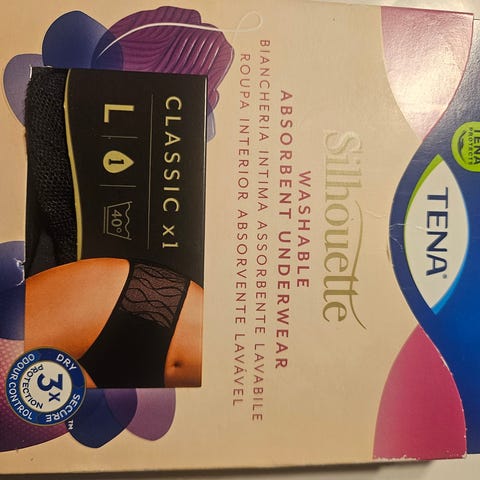 TENA®
TENA
PROTECTS
Silhouette
WASHABLE
ABSORBENT UNDERWEAR
BIANCHERIA INTIMA ASSORBENTE LAVABILE
ROUPA INTERIOR ABSORVENTE LAVÁVEL
CLASSIC x1
L
1
40°
DRY
SECURE
ODOUR CONTROL
3x
PROTECTION
TM